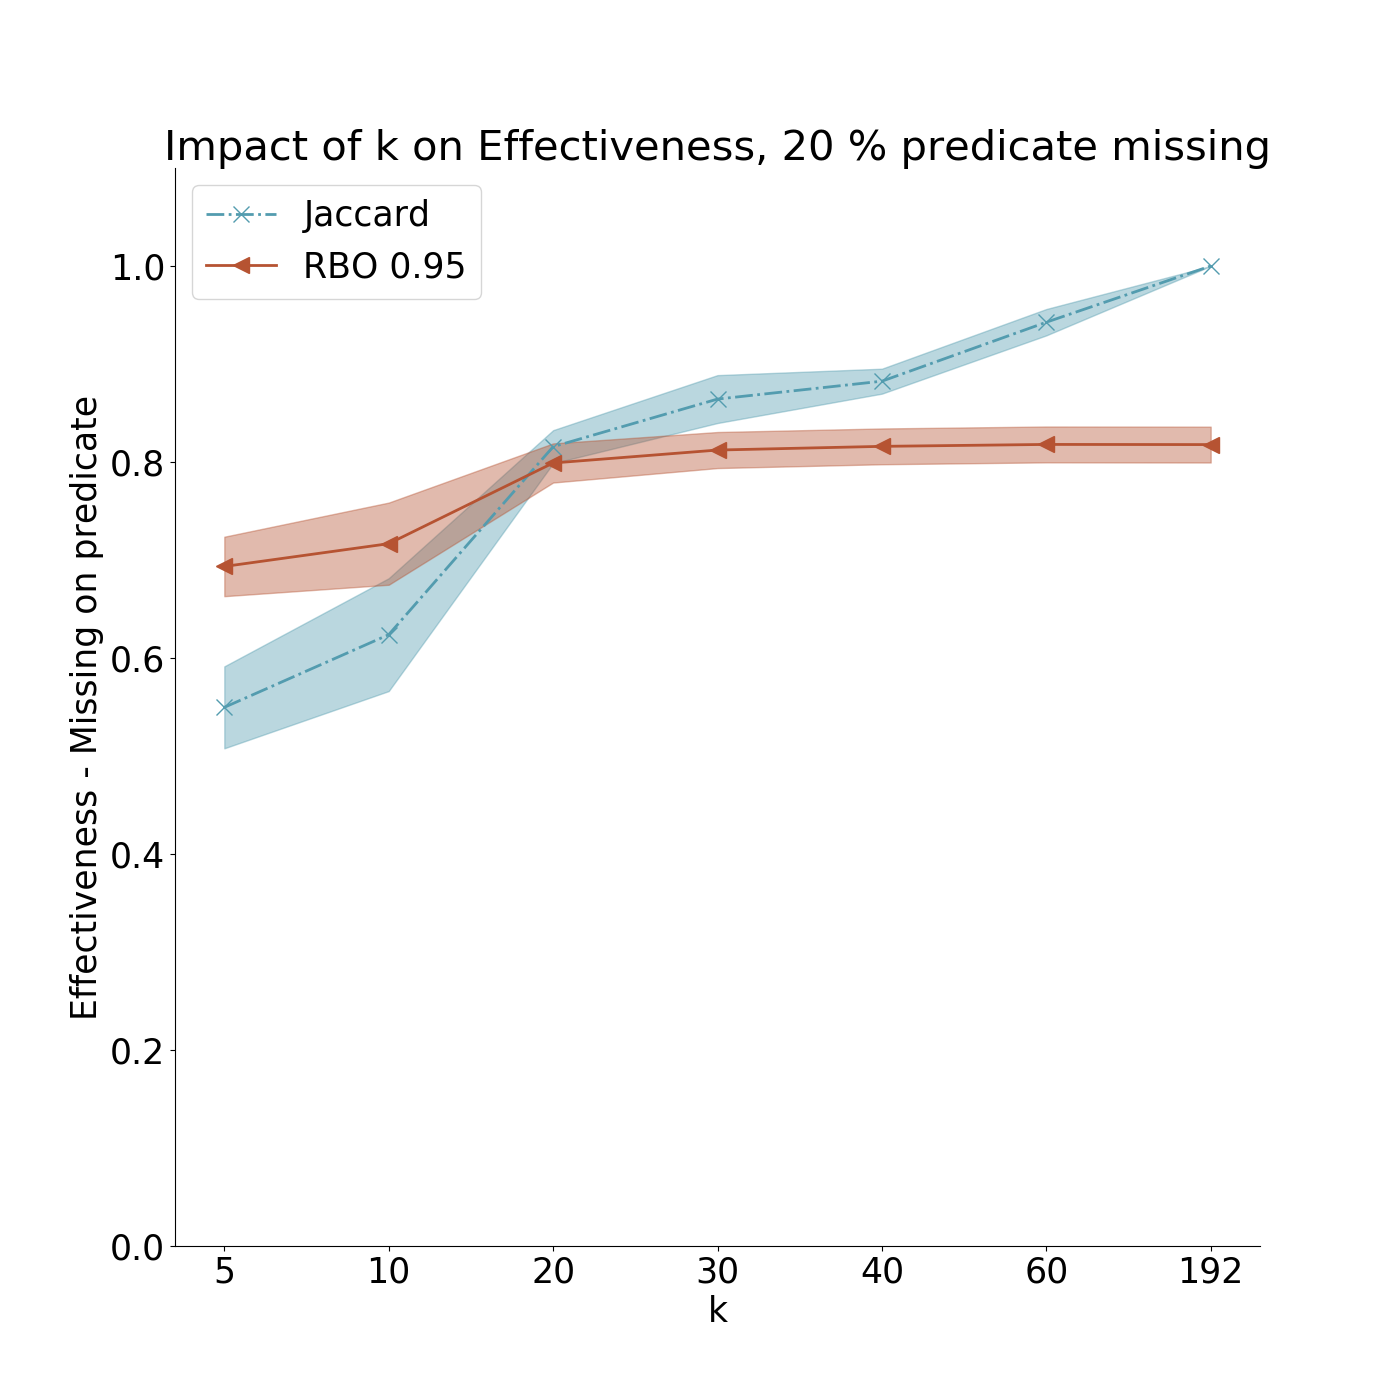 Impact of k on Effectiveness, 20 % predicate missing
Jaccard
RBO 0.95
Effectiveness - Missing on predicate
1.0
0.8
0.6
0.4
0.2
0.0
5 10 20 30 40 60 192
k